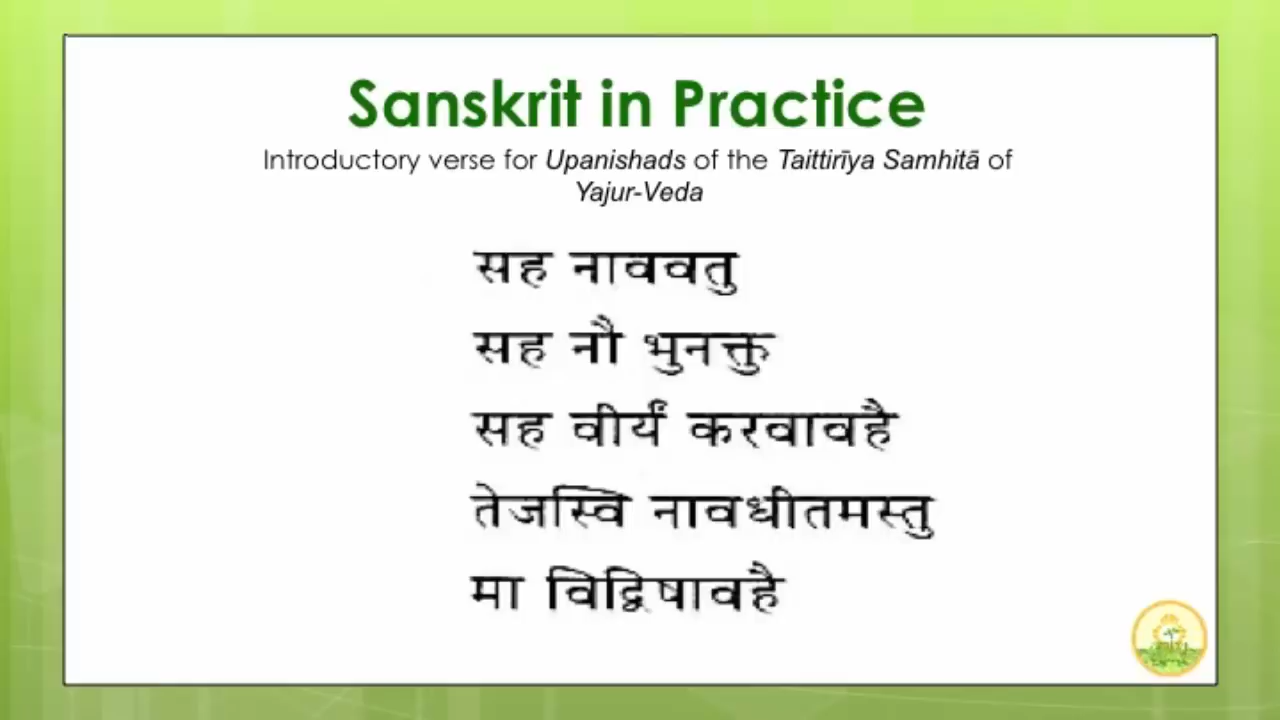 Sanskrit in Practice
Introductory verse for Upanishads of the Taittirīya Samhitā of
Yajur-Veda
सह नाववतु
सह नौ भुनक्तु
सह वीर्यं करवावहै
तेजस्वि नावधीतमस्तु
मा विद्विषावहै